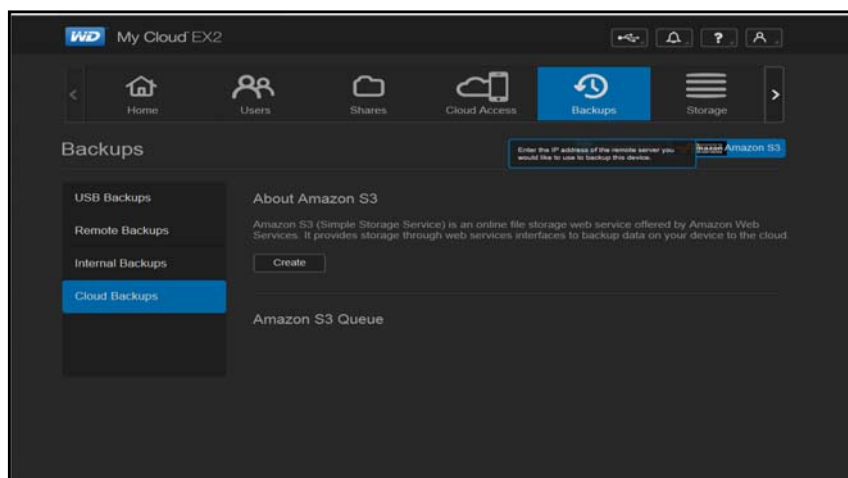 WD My Cloud EX2
?
Home
Users
Shares
Cloud Access
Backups
Storage
Backups
Enter the IP address of the remote server you
would like to use to backup this device.
Amazon S3
USB Backups
Remote Backups
Internal Backups
Cloud Backups
About Amazon S3
Amazon S3 (Simple Storage Service) is an online file storage web service offered by Amazon Web
Services. It provides storage through web services interfaces to backup data on your device to the cloud.
Create
Amazon S3 Queue